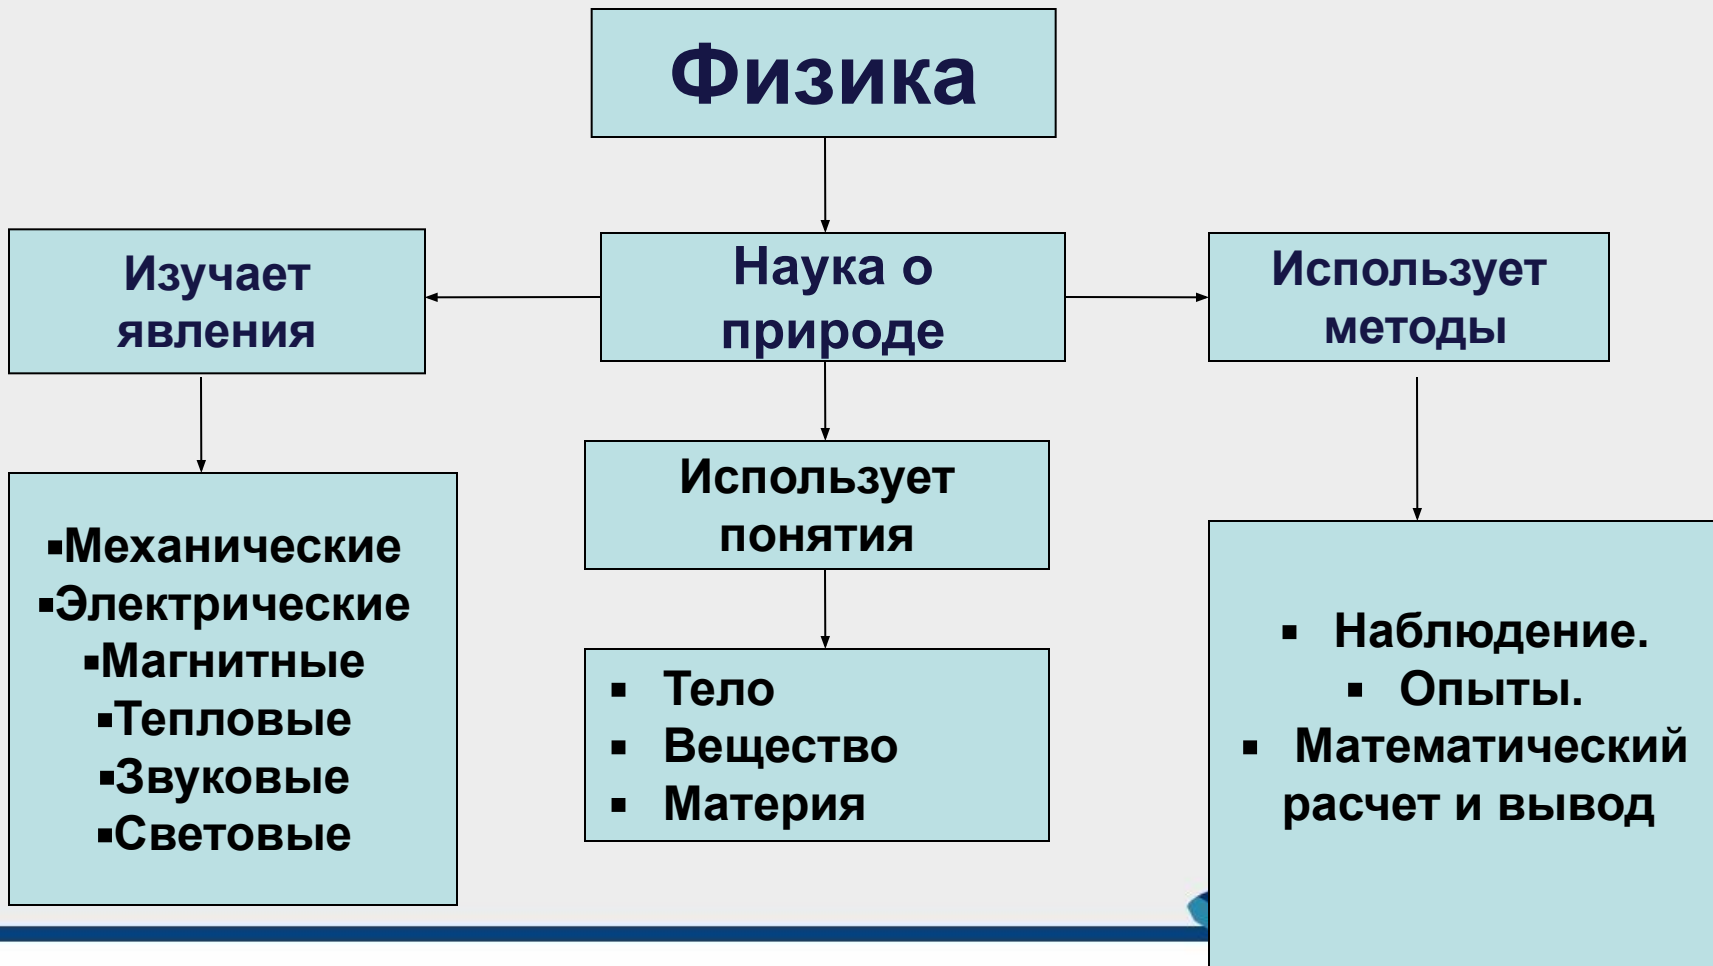 Физика
Изучает
явления
Наука о
природе
Использует
методы
▪Механические
▪Электрические
▪Магнитные
▪Тепловые
▪Звуковые
▪Световые
Использует
понятия
▪ Тело
▪ Вещество
▪ Материя
▪ Наблюдение.
▪ Опыты.
▪ Математический
расчет и вывод